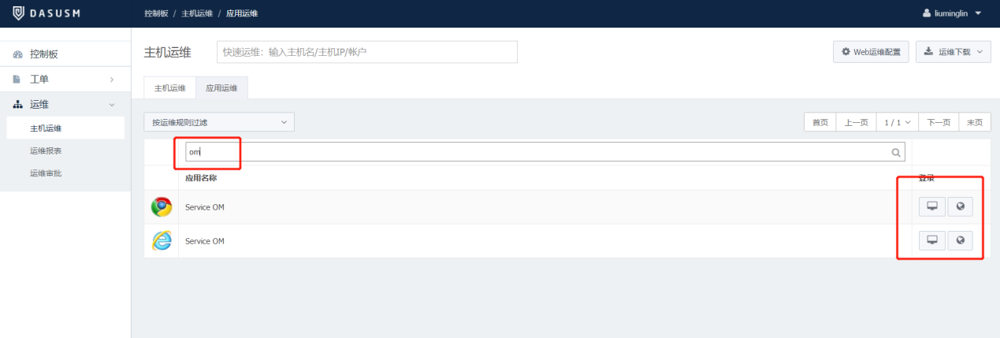 DASUSM
控制板 / 主机运维 / 应用运维
liuminglin
控制板
工单
运维
主机运维
运维报表
运维审批
主机运维
快速运维：输入主机名/主机IP/帐户
Web运维配置
运维下载
主机运维
应用运维
按运维规则过滤
首页
上一页
1 / 1
下一页
末页
om
应用名称
登录
Service OM
Service OM